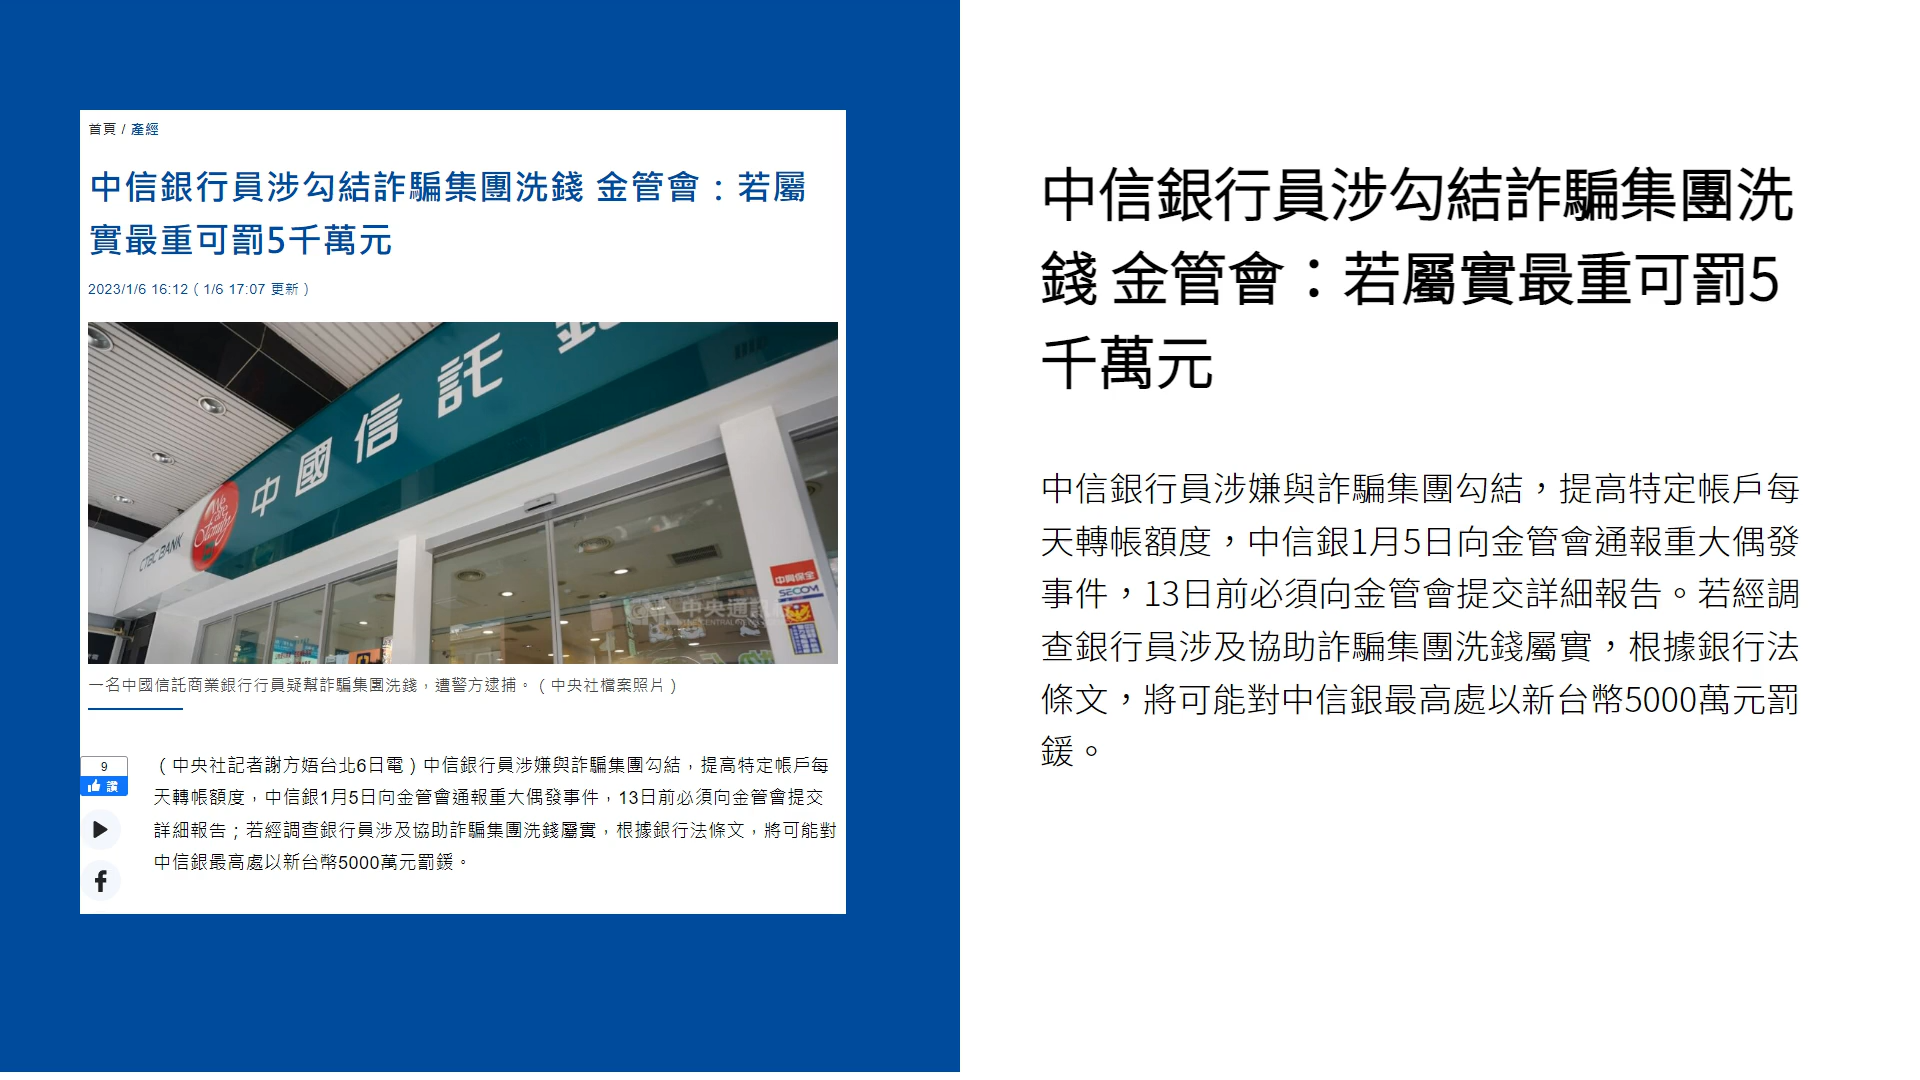 首頁 / 產經
中信銀行員涉勾結詐騙集團洗錢 金管會：若屬
實最重可罰5千萬元
2023/1/6 16:12（1/6 17:07 更新）
中國信託
We are Family
CTBC BANK
中興保全
SECOM
中央通訊
CENTRAL NEWS
一名中國信託商業銀行行員疑幫詐騙集團洗錢，遭警方逮捕。（中央社檔案照片）
9
讚
（中央社記者謝方娪台北6日電）中信銀行員涉嫌與詐騙集團勾結，提高特定帳戶每
天轉帳額度，中信銀1月5日向金管會通報重大偶發事件，13日前必須向金管會提交
詳細報告；若經調查銀行員涉及協助詐騙集團洗錢屬實，根據銀行法條文，將可能對
中信銀最高處以新台幣5000萬元罰鍰。
中信銀行員涉勾結詐騙集團洗
錢 金管會：若屬實最重可罰5
千萬元
中信銀行員涉嫌與詐騙集團勾結，提高特定帳戶每
天轉帳額度，中信銀1月5日向金管會通報重大偶發
事件，13日前必須向金管會提交詳細報告。若經調
查銀行員涉及協助詐騙集團洗錢屬實，根據銀行法
條文，將可能對中信銀最高處以新台幣5000萬元罰
鍰。